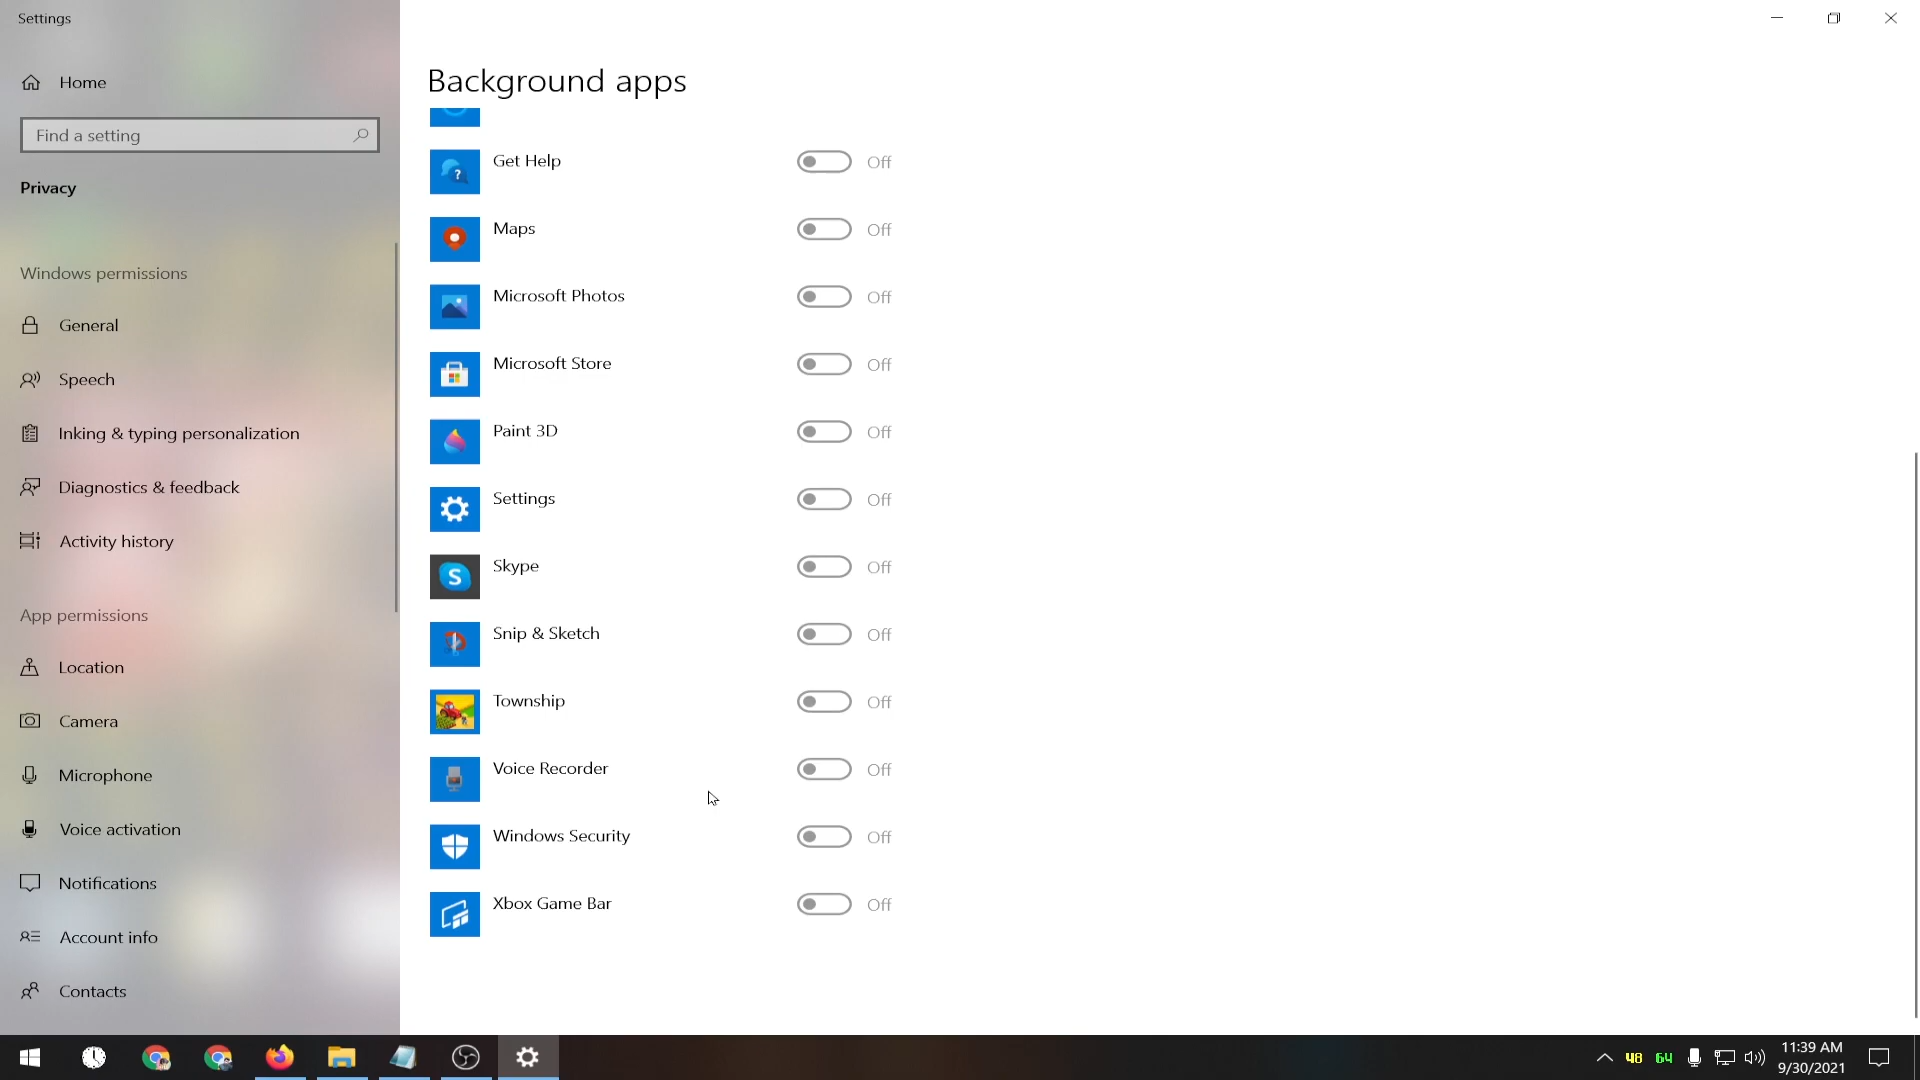 Settings
Home
Find a setting
Privacy
Windows permissions
General
Speech
Inking & typing personalization
Diagnostics & feedback
Activity history
App permissions
Location
Camera
Microphone
Voice activation
Notifications
Account info
Contacts
Background apps
Get Help Off
Maps Off
Microsoft Photos Off
Microsoft Store Off
Paint 3D Off
Settings Off
Skype Off
Snip & Sketch Off
Township Off
Voice Recorder Off
Windows Security Off
Xbox Game Bar Off
48 64
11:39 AM
9/30/2021